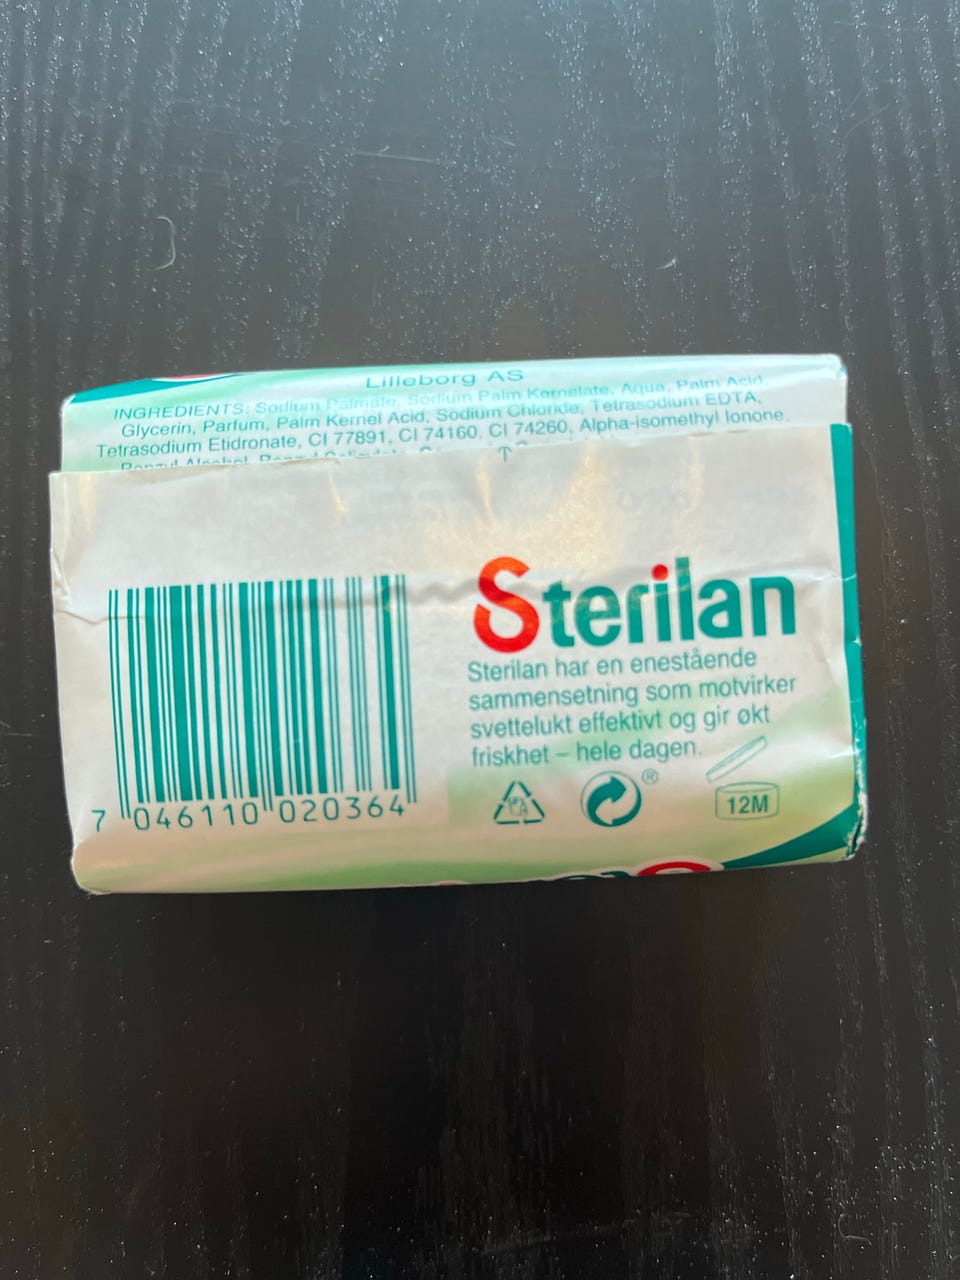 Lilleborg AS
INGREDIENTS: Sodium Palmate, Sodium Palm Kernelate, Aqua, Palm Acid,
Glycerin, Parfum, Palm Kernel Acid, Sodium Chloride, Tetrasodium EDTA,
Tetrasodium Etidronate, CI 77891, CI 74160, CI 74260, Alpha-isomethyl Ionone,
Benzyl Alcohol,
Sterilan
Sterilan har en enestående
sammensetning som motvirker
svettelukt effektivt og gir økt
friskhet – hele dagen.
®
12M
7 046110 020364